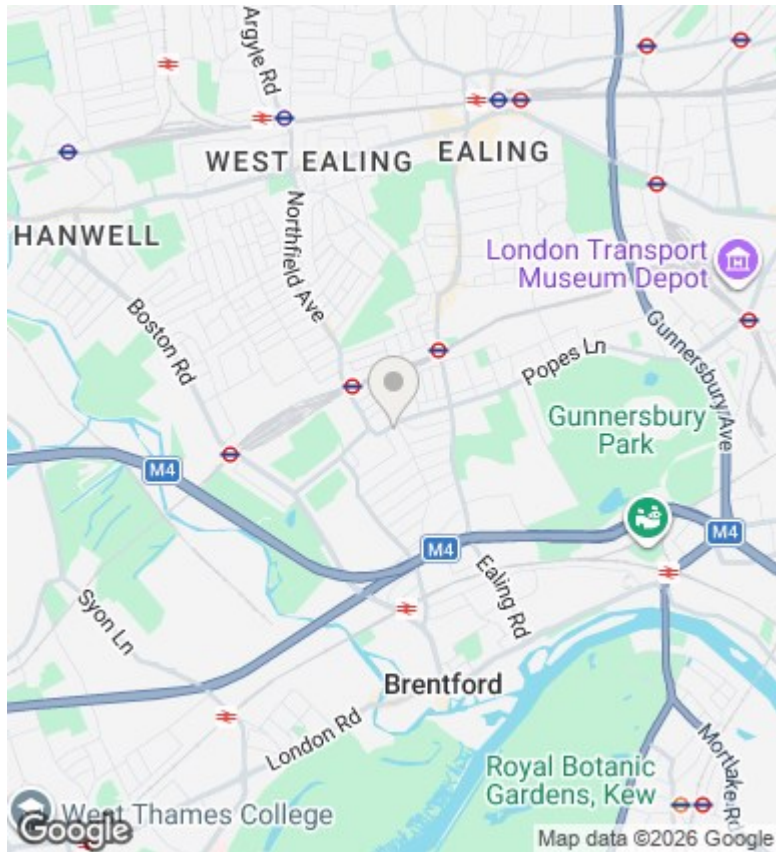 Argyle Rd
WEST EALING
EALING
HANWELL
Northfield Ave
London Transport
Museum Depot
Boston Rd
Gunnersbury Ave
Popes Ln
Gunnersbury
Park
M4
M4
M4
Ealing Rd
Syon Ln
Brentford
London Rd
Mortlake Rd
Royal Botanic
Gardens, Kew
West Thames College
Google
Map data ©2026 Google